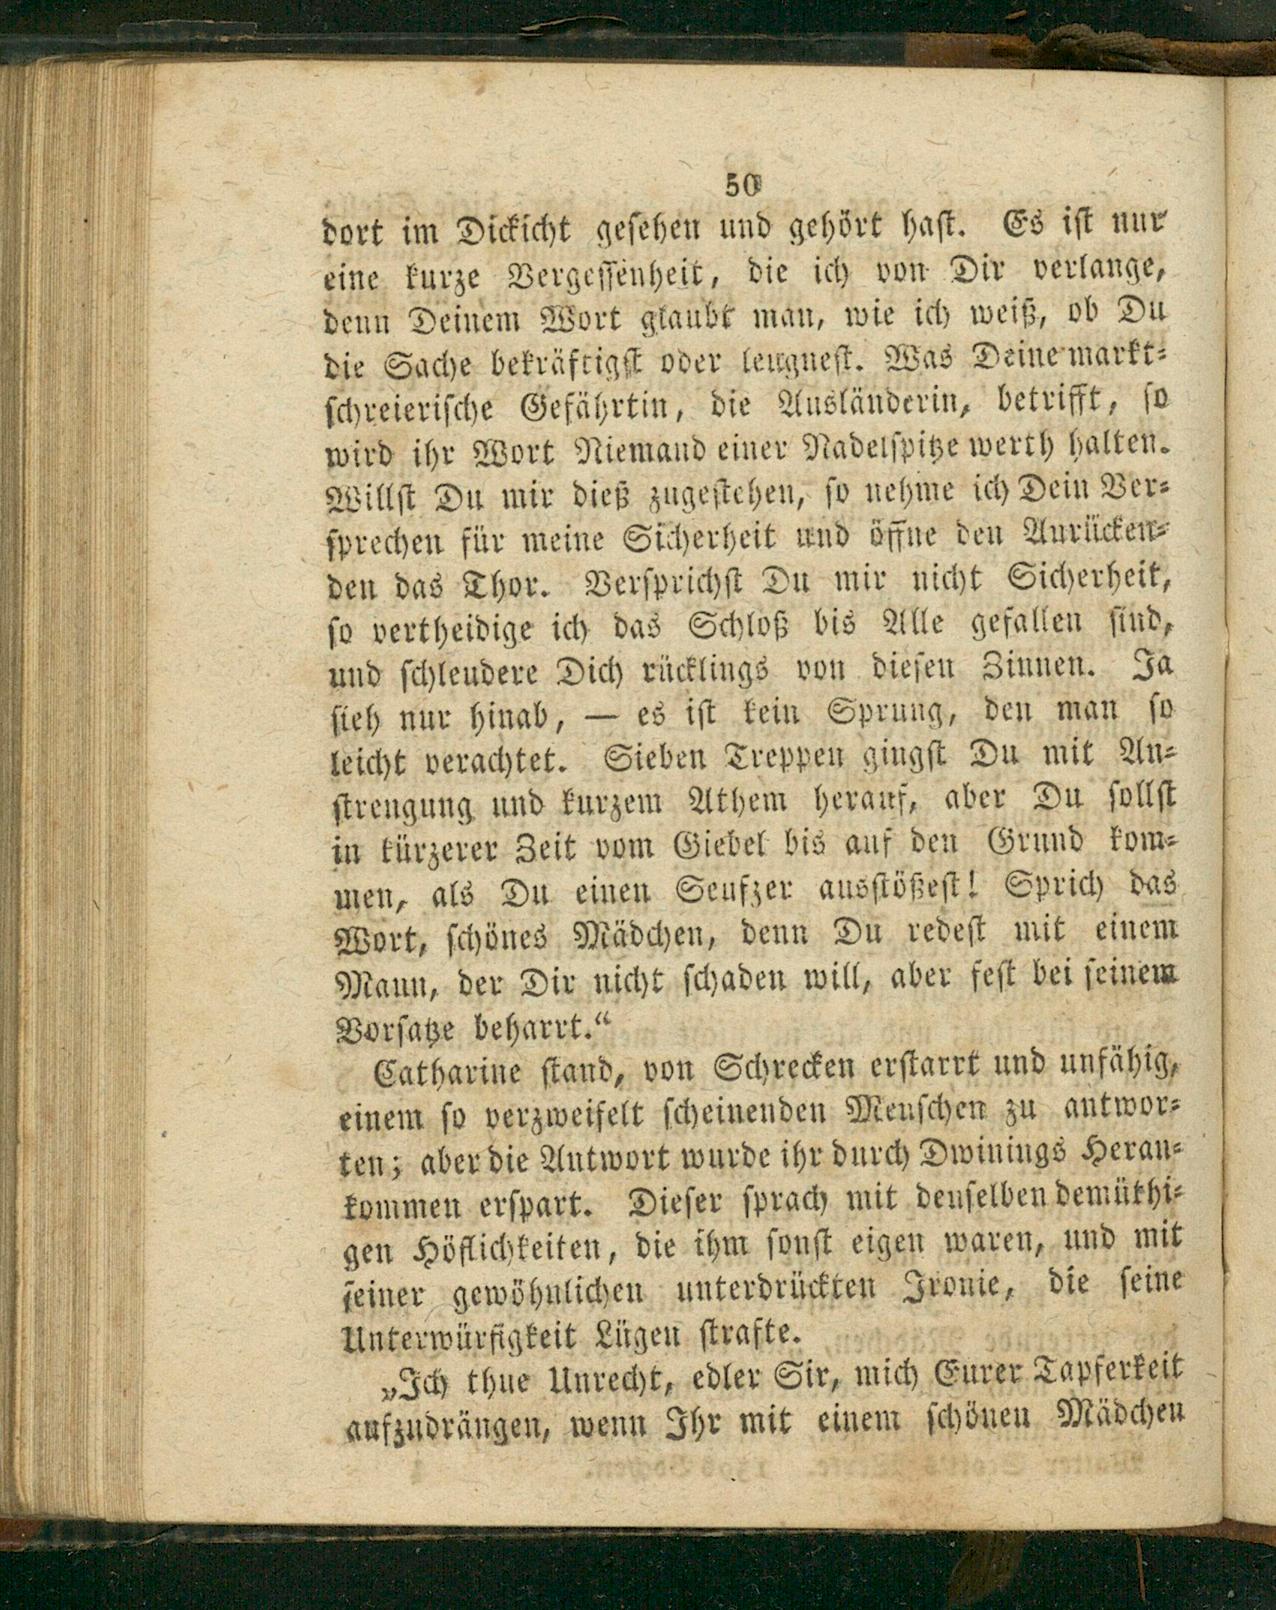 50
dort im Dickicht gesehen und gehört hast. Es ist nur
eine kurze Vergessenheit, die ich von Dir verlange,
denn Deinem Wort glaubt man, wie ich weiß, ob Du
die Sache bekräftigst oder leugnest. Was Deine markt-
schreierische Gefährtin, die Ausländerin, betrifft, so
wird ihr Wort Niemand einer Nadelspitze werth halten.
Willst Du mir dieß zugestehen, so nehme ich Dein Ver-
sprechen für meine Sicherheit und öffne den Anrücken-
den das Thor. Versprichst Du mir nicht Sicherheit,
so vertheidige ich das Schloß bis Alle gefallen sind,
und schleudere Dich rücklings von diesen Zinnen. Ja
sieh nur hinab, — es ist kein Sprung, den man so
leicht verachtet. Sieben Treppen gingst Du mit An-
strengung und kurzem Athem herauf, aber Du sollst
in kürzerer Zeit vom Giebel bis auf den Grund kom-
men, als Du einen Seufzer ausstößest! Sprich das
Wort, schönes Mädchen, denn Du redest mit einem
Mann, der Dir nicht schaden will, aber fest bei seinem
Vorsatze beharrt.“
Catharine stand, von Schrecken erstarrt und unfähig,
einem so verzweifelt scheinenden Menschen zu antwor-
ten; aber die Antwort wurde ihr durch Dwinings Heran-
kommen erspart. Dieser sprach mit denselben demüthi-
gen Höflichkeiten, die ihm sonst eigen waren, und mit
seiner gewöhnlichen unterdrückten Ironie, die seine
Unterwürfigkeit Lügen strafte.
„Ich thue Unrecht, edler Sir, mich Eurer Tapferkeit
aufzudrängen, wenn Ihr mit einem schönen Mädchen